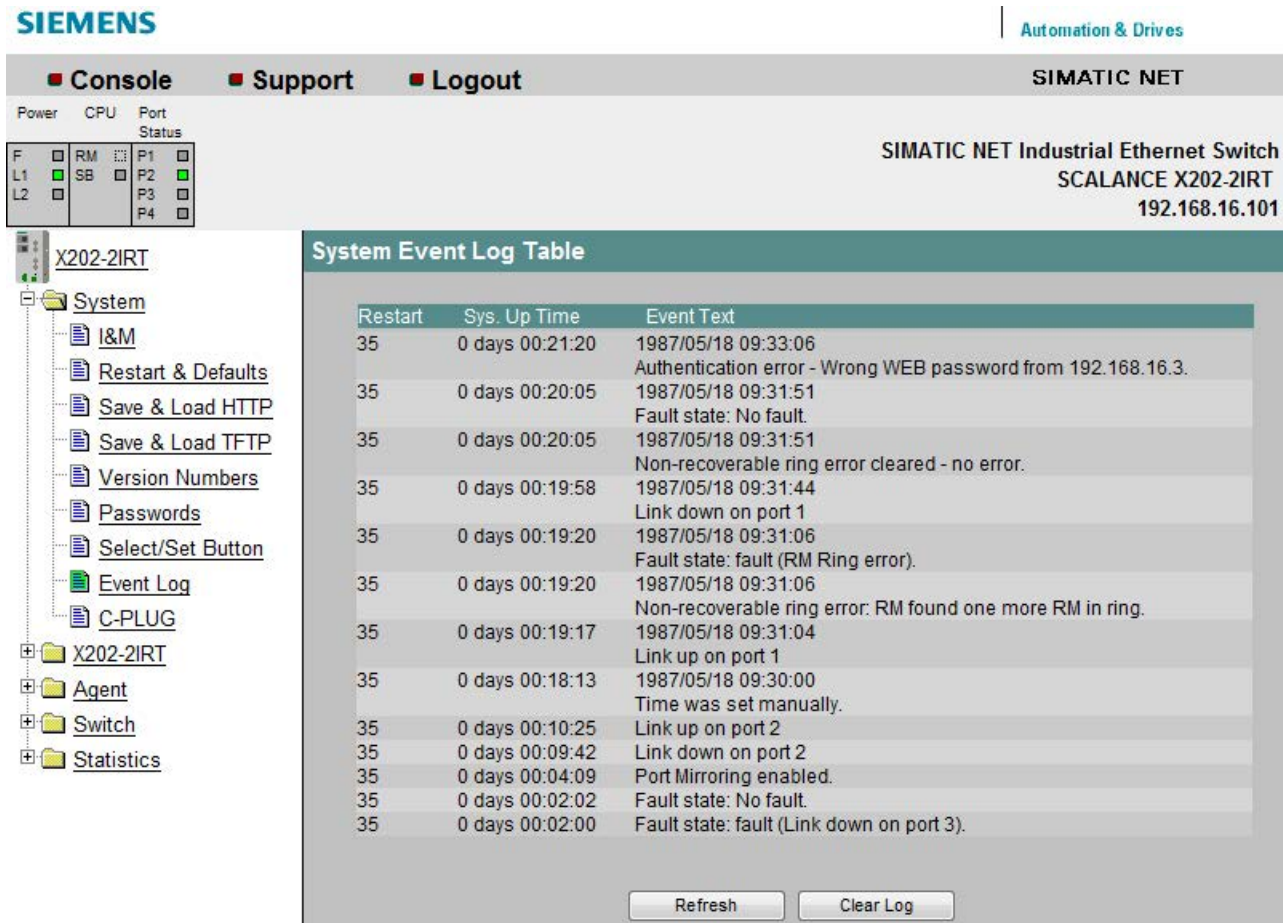 SIEMENS
Automation & Drives
Console Support Logout SIMATIC NET
Power CPU Port
Status
F RM P1
L1 SB P2
L2 P3
P4
SIMATIC NET Industrial Ethernet Switch
SCALANCE X202-2IRT
192.168.16.101
X202-2IRT
System
I&M
Restart & Defaults
Save & Load HTTP
Save & Load TFTP
Version Numbers
Passwords
Select/Set Button
Event Log
C-PLUG
X202-2IRT
Agent
Switch
Statistics
System Event Log Table
Restart Sys. Up Time Event Text
35 0 days 00:21:20 1987/05/18 09:33:06
Authentication error - Wrong WEB password from 192.168.16.3.
35 0 days 00:20:05 1987/05/18 09:31:51
Fault state: No fault.
35 0 days 00:20:05 1987/05/18 09:31:51
Non-recoverable ring error cleared - no error.
35 0 days 00:19:58 1987/05/18 09:31:44
Link down on port 1
35 0 days 00:19:20 1987/05/18 09:31:06
Fault state: fault (RM Ring error).
35 0 days 00:19:20 1987/05/18 09:31:06
Non-recoverable ring error: RM found one more RM in ring.
35 0 days 00:19:17 1987/05/18 09:31:04
Link up on port 1
35 0 days 00:18:13 1987/05/18 09:30:00
Time was set manually.
35 0 days 00:10:25 Link up on port 2
35 0 days 00:09:42 Link down on port 2
35 0 days 00:04:09 Port Mirroring enabled.
35 0 days 00:02:02 Fault state: No fault.
35 0 days 00:02:00 Fault state: fault (Link down on port 3).
Refresh Clear Log